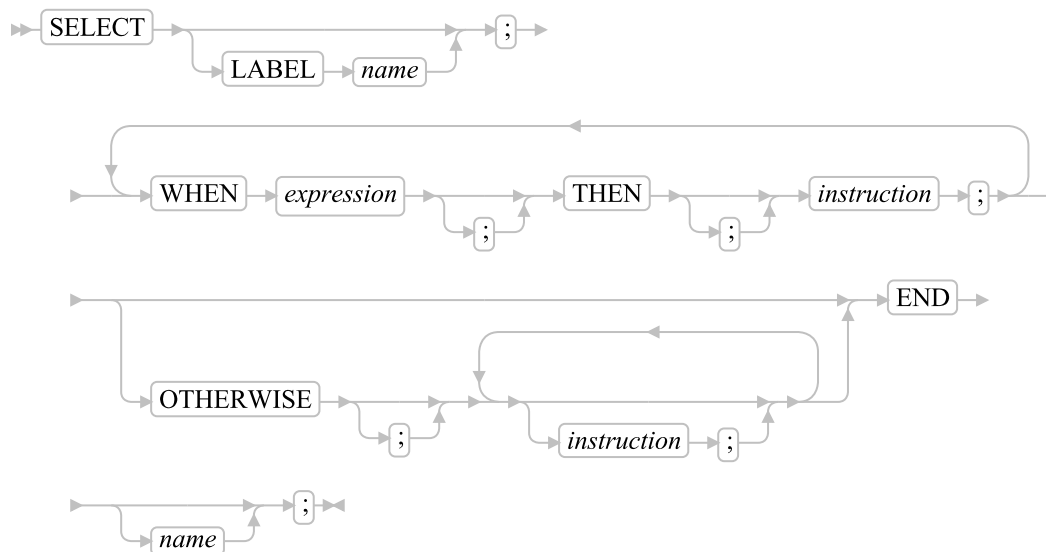 SELECT ;
LABEL name
WHEN expression THEN instruction ;
; ;
END
OTHERWISE
; instruction ;
;
name